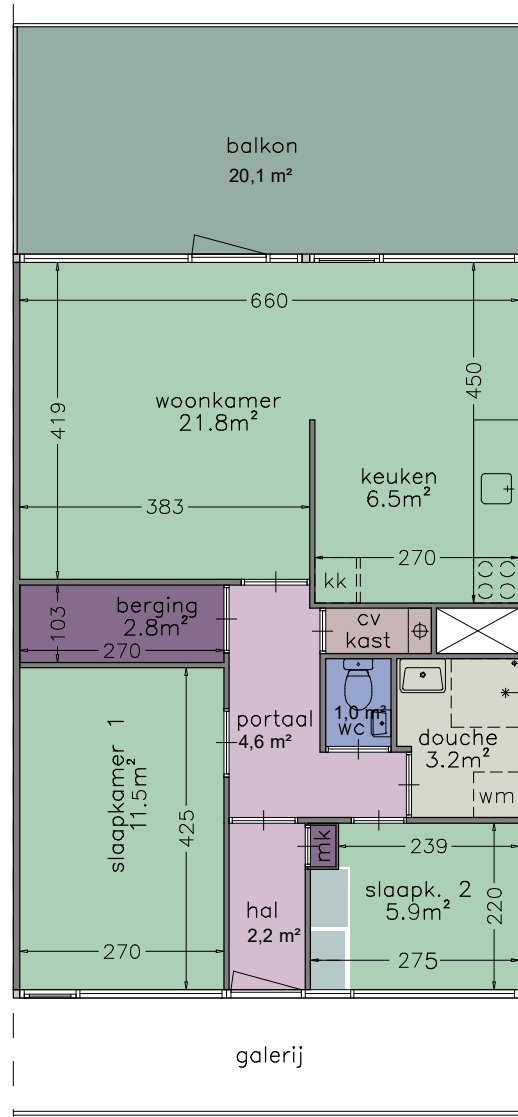 balkon
20,1 m²
660
450
419
woonkamer
21.8m²
keuken
6.5m²
383
270
kk
103
berging
2.8m²
270
cv
kast
portaal
4,6 m²
1,0 m²
wc
douche
3.2m²
wm
slaapkamer 1
11.5m²
425
270
mk
239
hal
2,2 m²
slaapk. 2
5.9m²
220
275
galerij